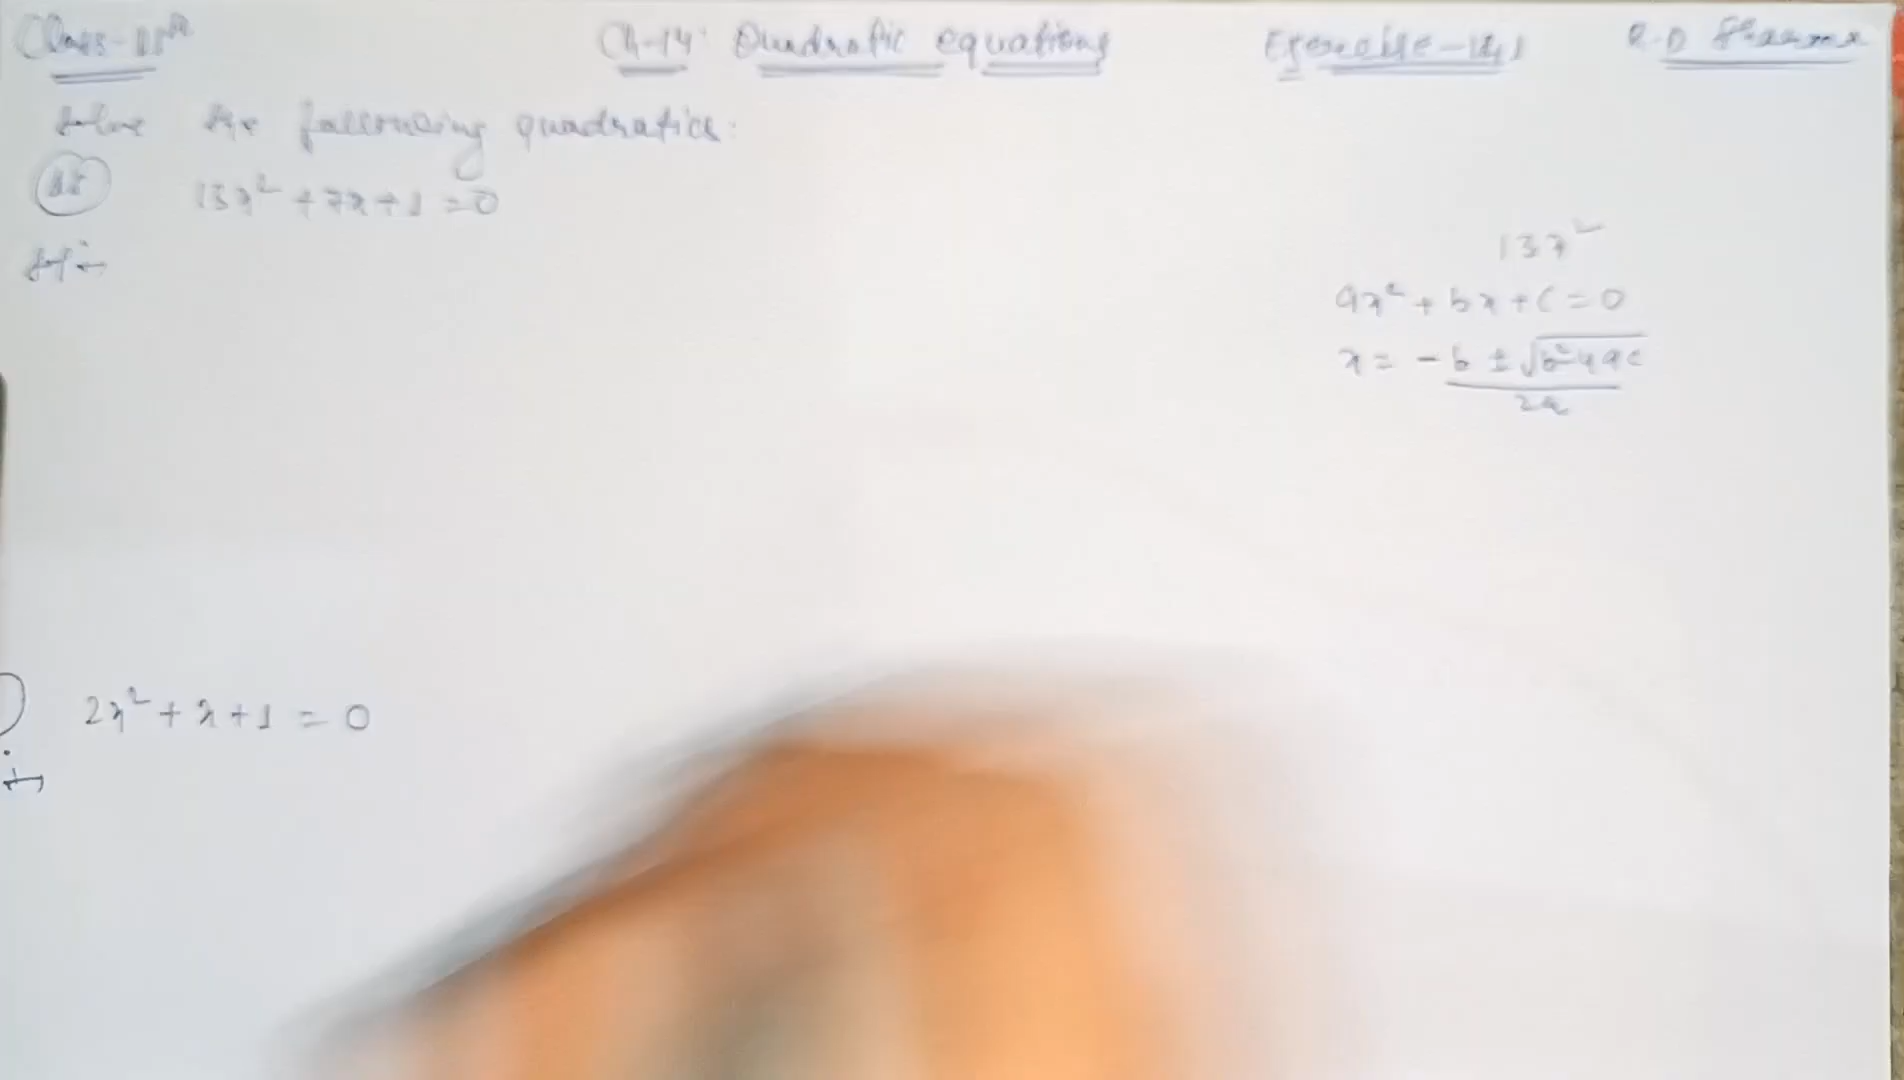 Class-11th Ch-14: Quadratic equations Exercise-14.1 R.D Sharma
Solve the following quadratics:
13x² + 7x + 1 = 0
Sol:-
13x²
ax² + bx + c = 0
x = -b ± √b²-4ac
2a
2x² + x + 1 = 0